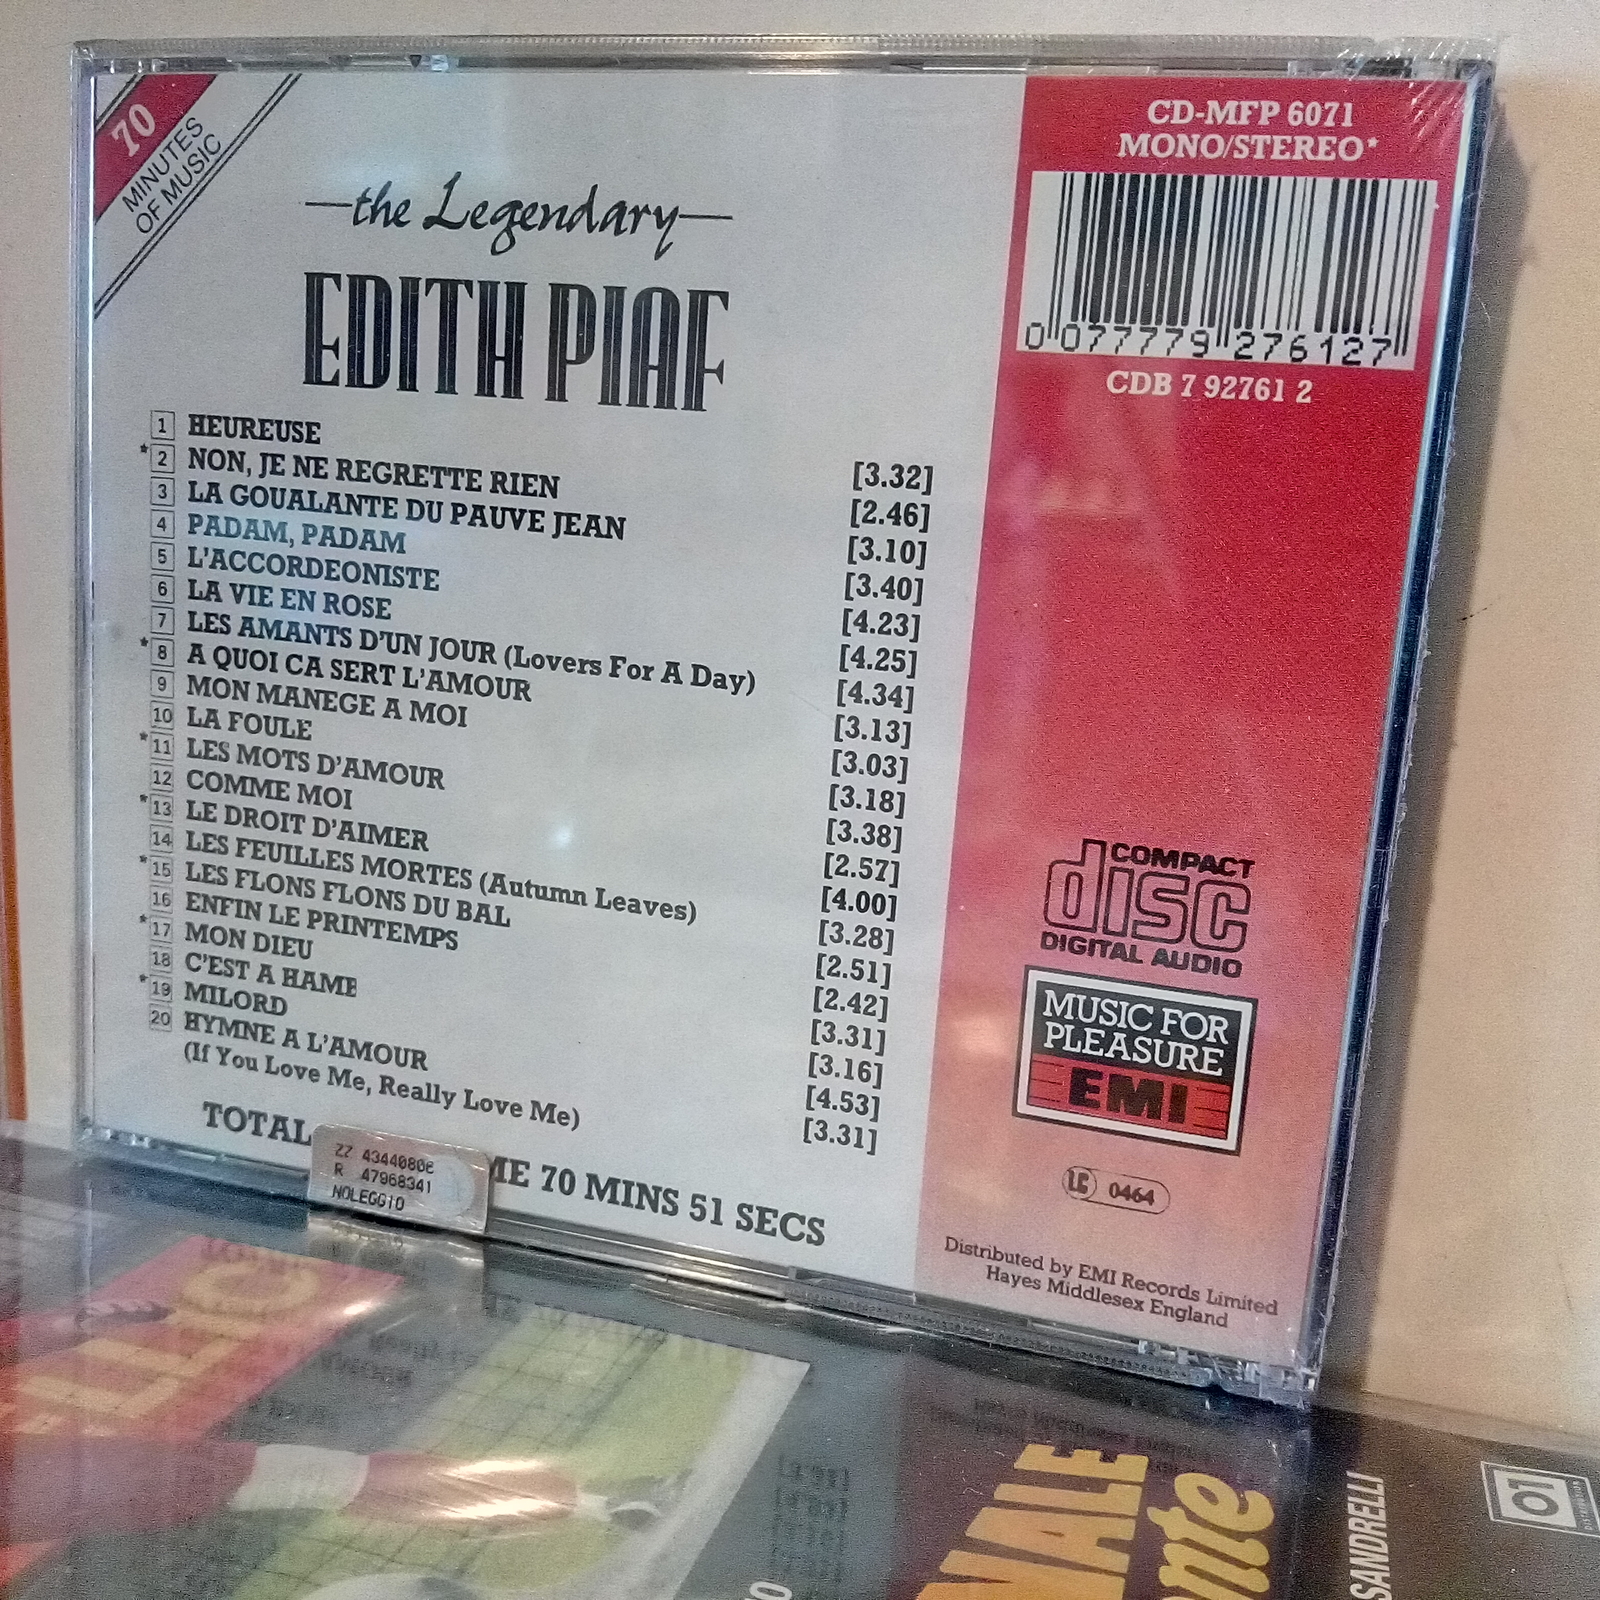 70
MINUTES
OF MUSIC
the Legendary
EDITH PIAF
1 HEUREUSE [3.32]
*2 NON, JE NE REGRETTE RIEN [2.46]
3 LA GOUALANTE DU PAUVE JEAN [3.10]
4 PADAM, PADAM [3.40]
5 L'ACCORDEONISTE [4.23]
6 LA VIE EN ROSE [4.25]
7 LES AMANTS D'UN JOUR (Lovers For A Day) [4.34]
*8 A QUOI CA SERT L'AMOUR [3.13]
9 MON MANEGE A MOI [3.03]
10 LA FOULE [3.18]
*11 LES MOTS D'AMOUR [3.38]
12 COMME MOI [2.57]
*13 LE DROIT D'AIMER [4.00]
14 LES FEUILLES MORTES (Autumn Leaves) [3.28]
*15 LES FLONS FLONS DU BAL [2.51]
16 ENFIN LE PRINTEMPS [2.42]
*17 MON DIEU [3.31]
18 C'EST A HAME [3.16]
*19 MILORD [4.53]
20 HYMNE A L'AMOUR [3.31]
(If You Love Me, Really Love Me)
TOTAL ME 70 MINS 51 SECS
ZZ 4344080
R 47968341
NOLEGGIO
CD-MFP 6071
MONO/STEREO*
0 077779 276127
CDB 7 92761 2
COMPACT
disc
DIGITAL AUDIO
MUSIC FOR
PLEASURE
EMI
LC 0464
Distributed by EMI Records Limited
Hayes Middlesex England
NALE
nte
SANDRELLI
01
DISTRIBUTION